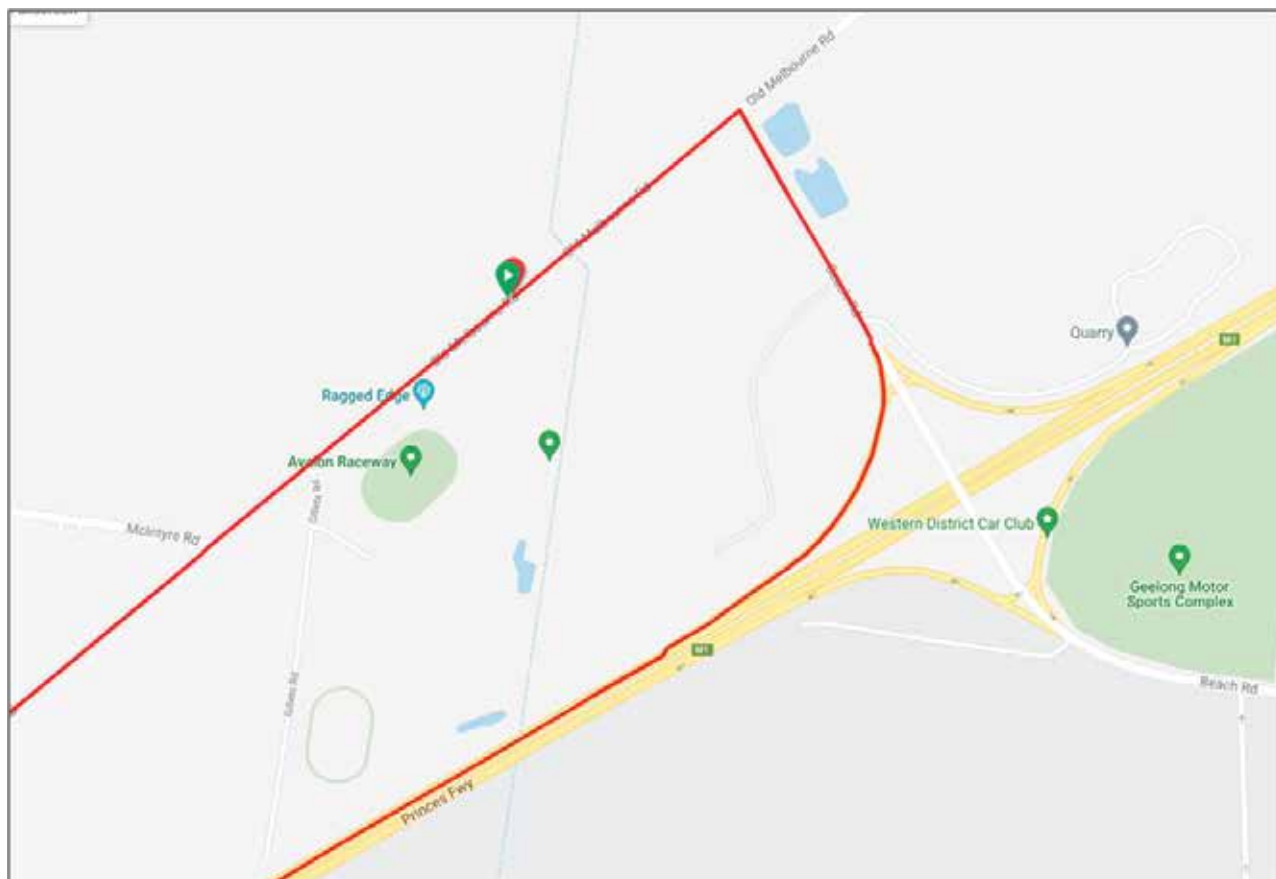 Old Melbourne Rd
Quarry
M1
Ragged Edge
Avalon Raceway
McIntyre Rd
Western District Car Club
Geelong Motor
Sports Complex
M1
Beach Rd
Princes Fwy